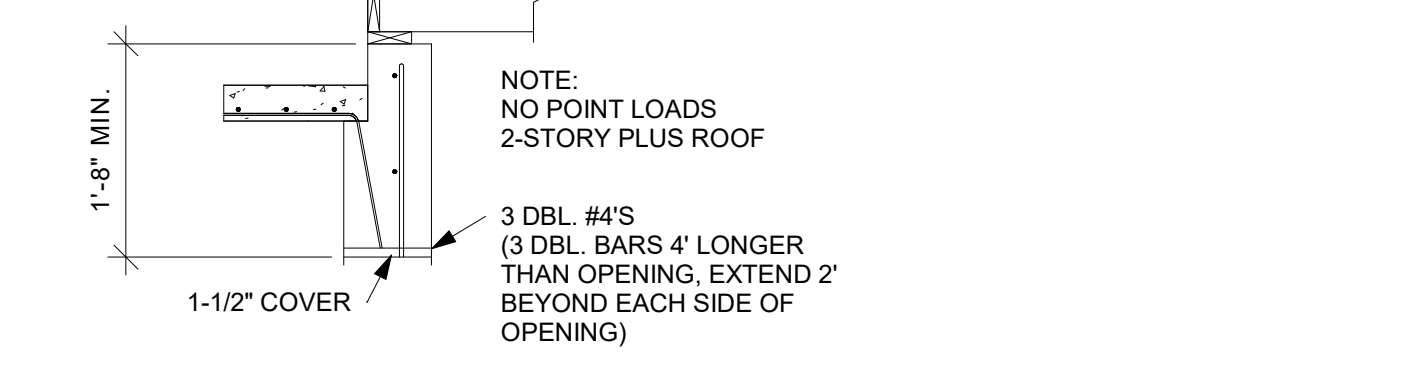 1'-8" MIN.
NOTE:
NO POINT LOADS
2-STORY PLUS ROOF
3 DBL. #4'S
(3 DBL. BARS 4' LONGER
THAN OPENING, EXTEND 2'
BEYOND EACH SIDE OF
OPENING)
1-1/2" COVER